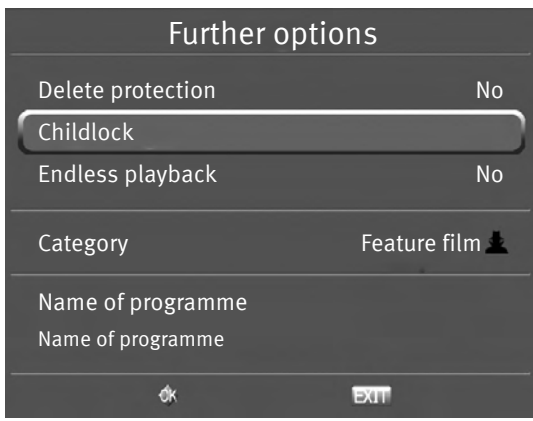 Further options
Delete protection No
Childlock
Endless playback No
Category Feature film
Name of programme
Name of programme
OK EXIT